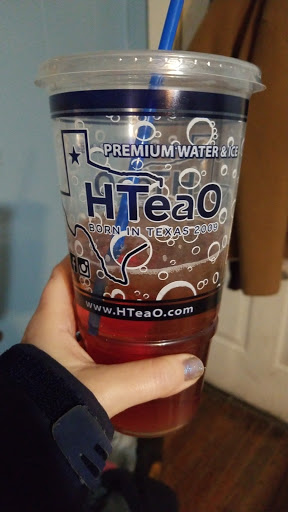 PREMIUM WATER & ICE
HTeaO
BORN IN TEXAS 2009
www.HTeaO.com